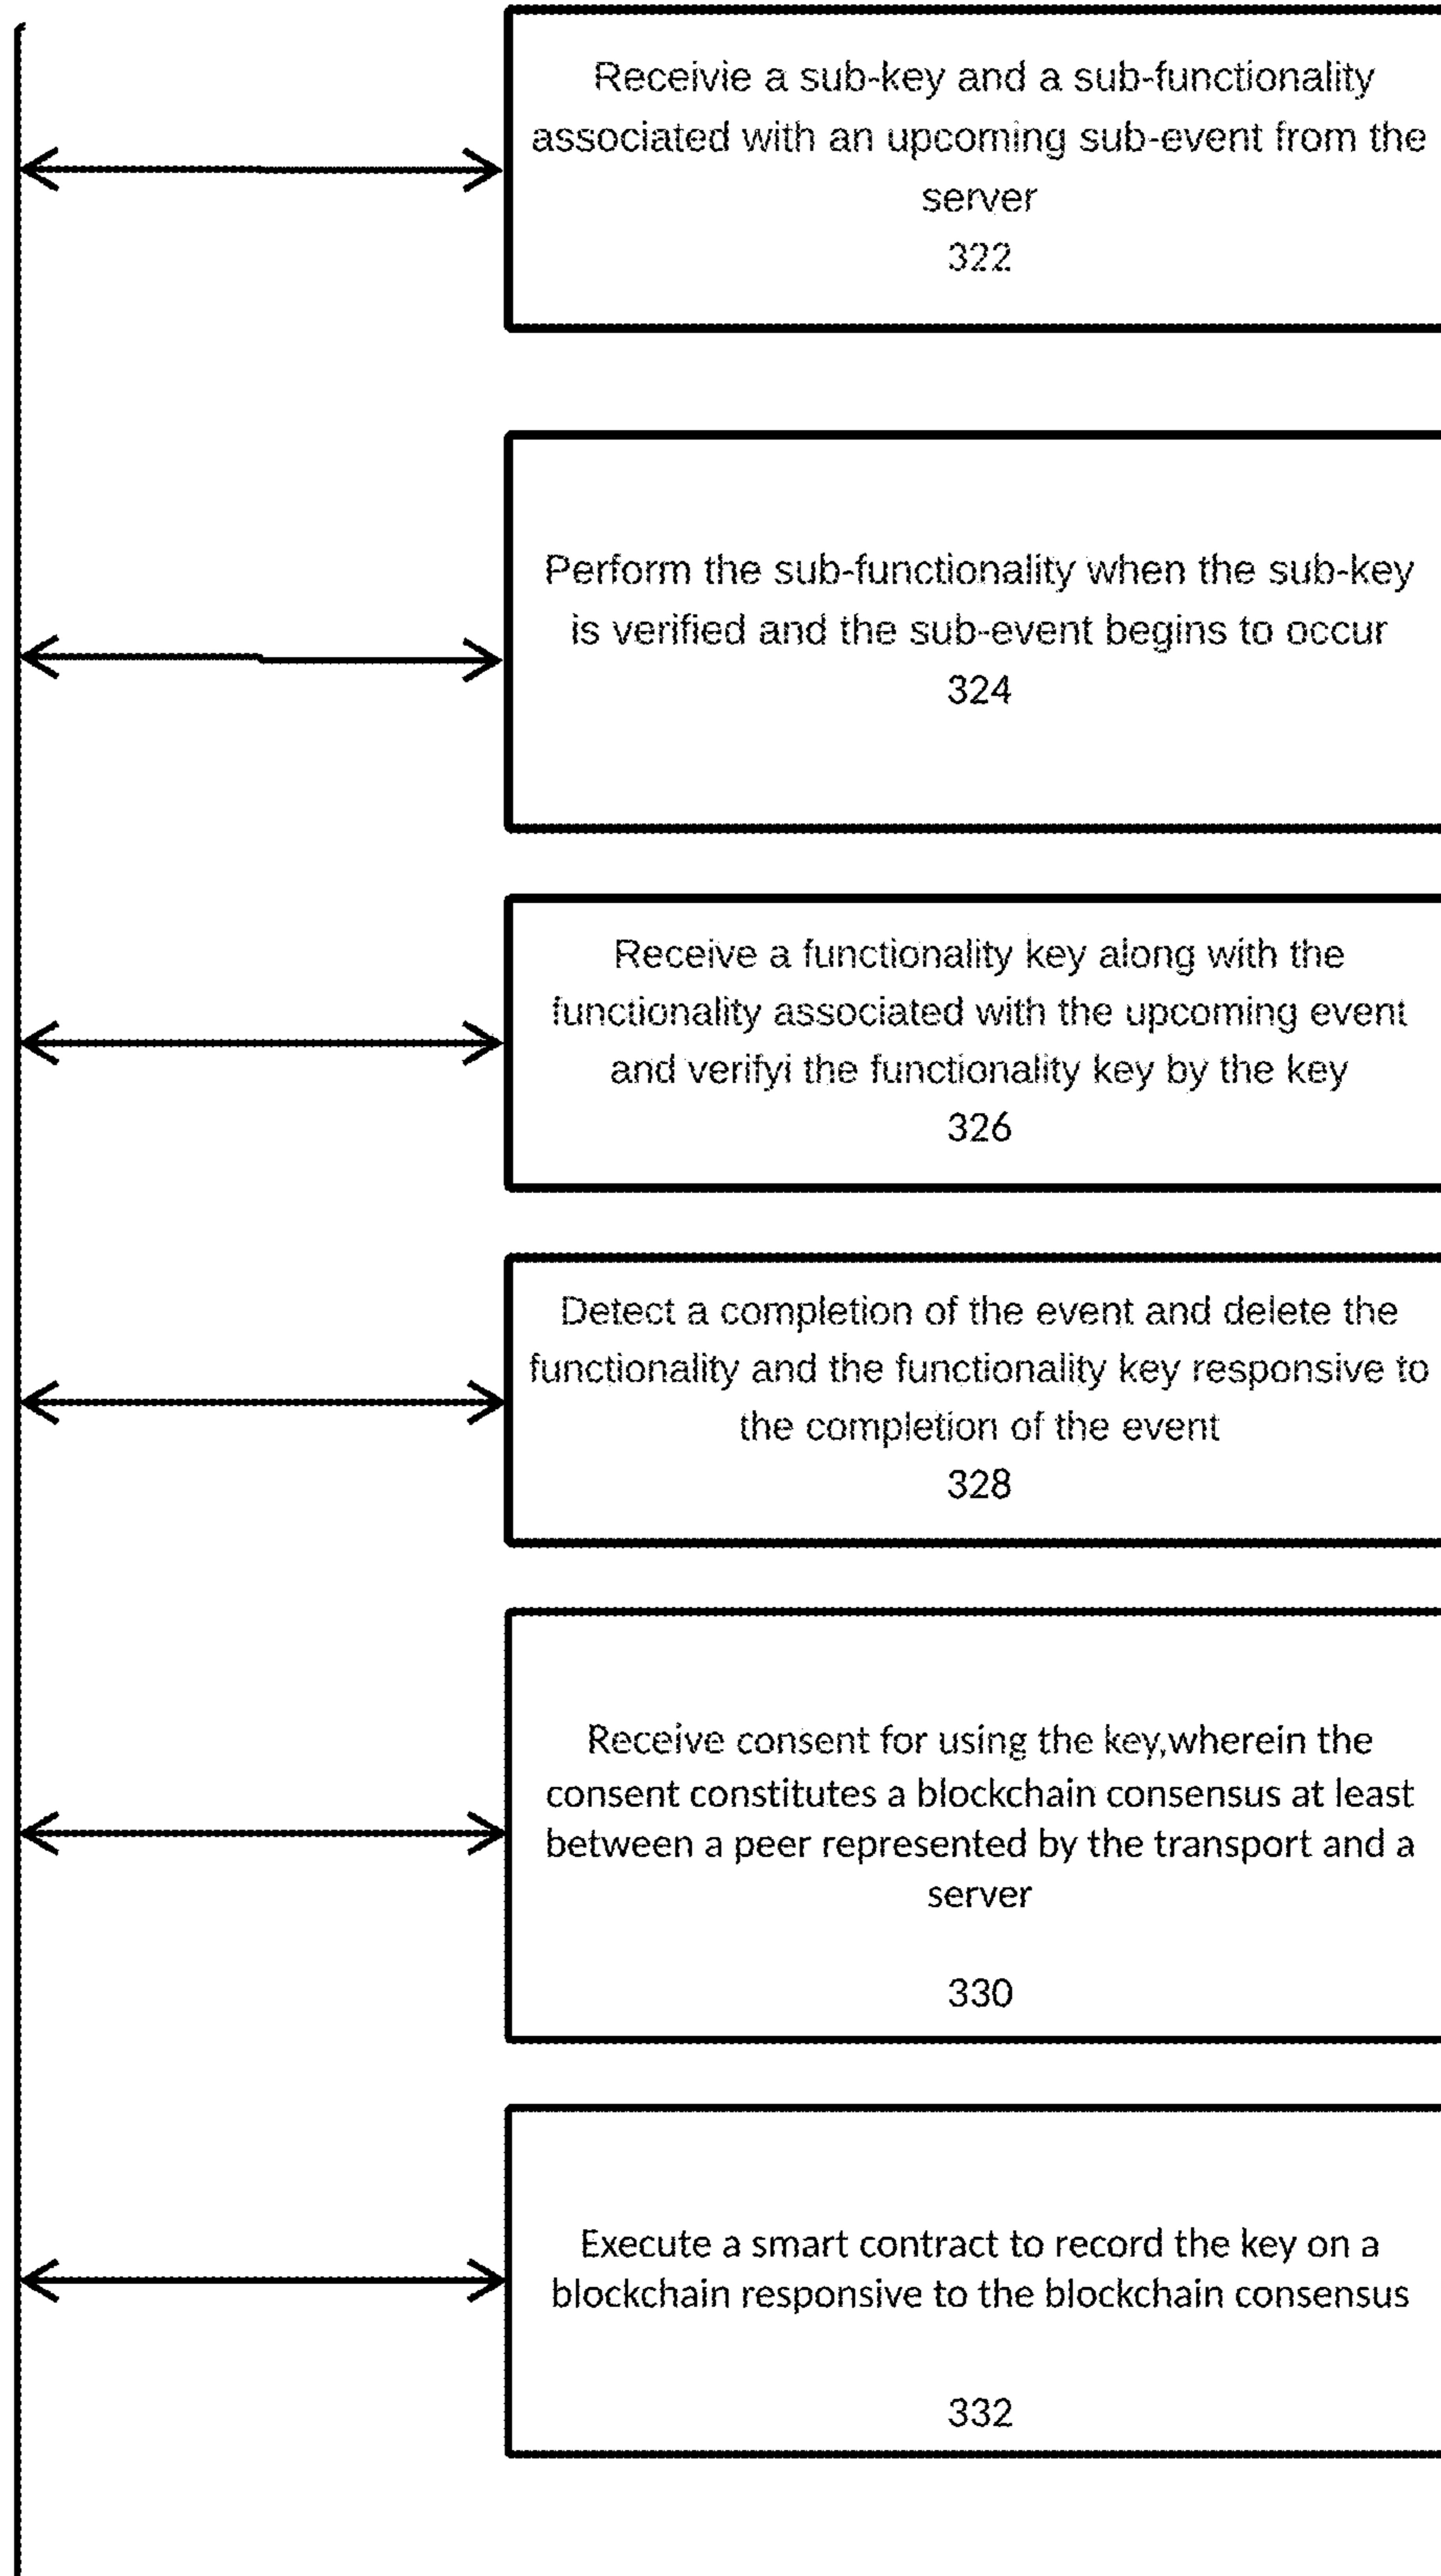 Receivie a sub-key and a sub-functionality
associated with an upcoming sub-event from the
server
322
Perform the sub-functionality when the sub-key
is verified and the sub-event begins to occur
324
Receive a functionality key along with the
functionality associated with the upcoming event
and verifyi the functionality key by the key
326
Detect a completion of the event and delete the
functionality and the functionality key responsive to
the completion of the event
328
Receive consent for using the key,wherein the
consent constitutes a blockchain consensus at least
between a peer represented by the transport and a
server
330
Execute a smart contract to record the key on a
blockchain responsive to the blockchain consensus
332